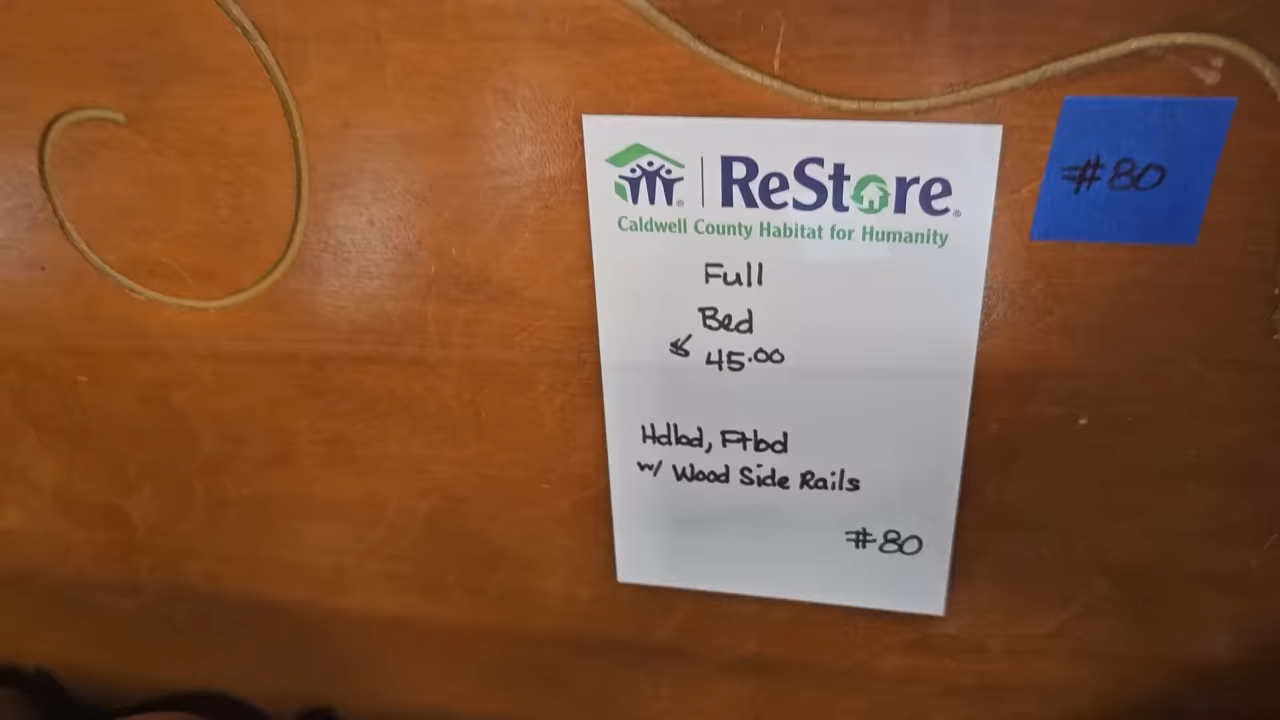 ReStore
Caldwell County Habitat for Humanity
Full
Bed
$ 45.00
Hdbd, Ftbd
w/ Wood Side Rails
#80
#80